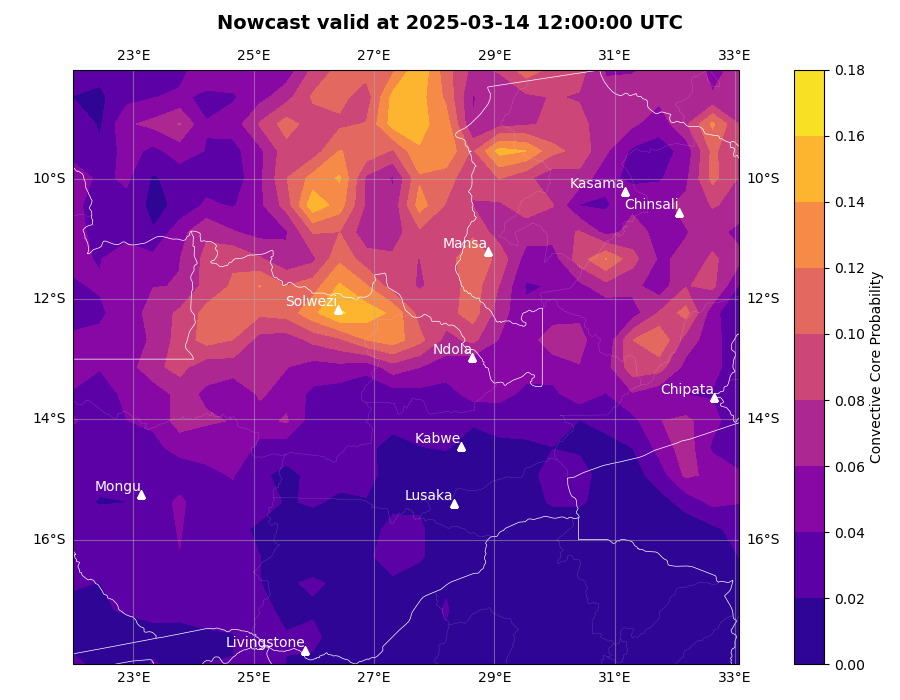 Nowcast valid at 2025-03-14 12:00:00 UTC
23°E 25°E 27°E 29°E 31°E 33°E
0.18
0.16
0.14
0.12
0.10
0.08
0.06
0.04
0.02
0.00
Convective Core Probability
10°S 10°S
12°S 12°S
14°S 14°S
16°S 16°S
Kasama
Chinsali
Mansa
Solwezi
Ndola
Chipata
Kabwe
Mongu
Lusaka
Livingstone
23°E 25°E 27°E 29°E 31°E 33°E